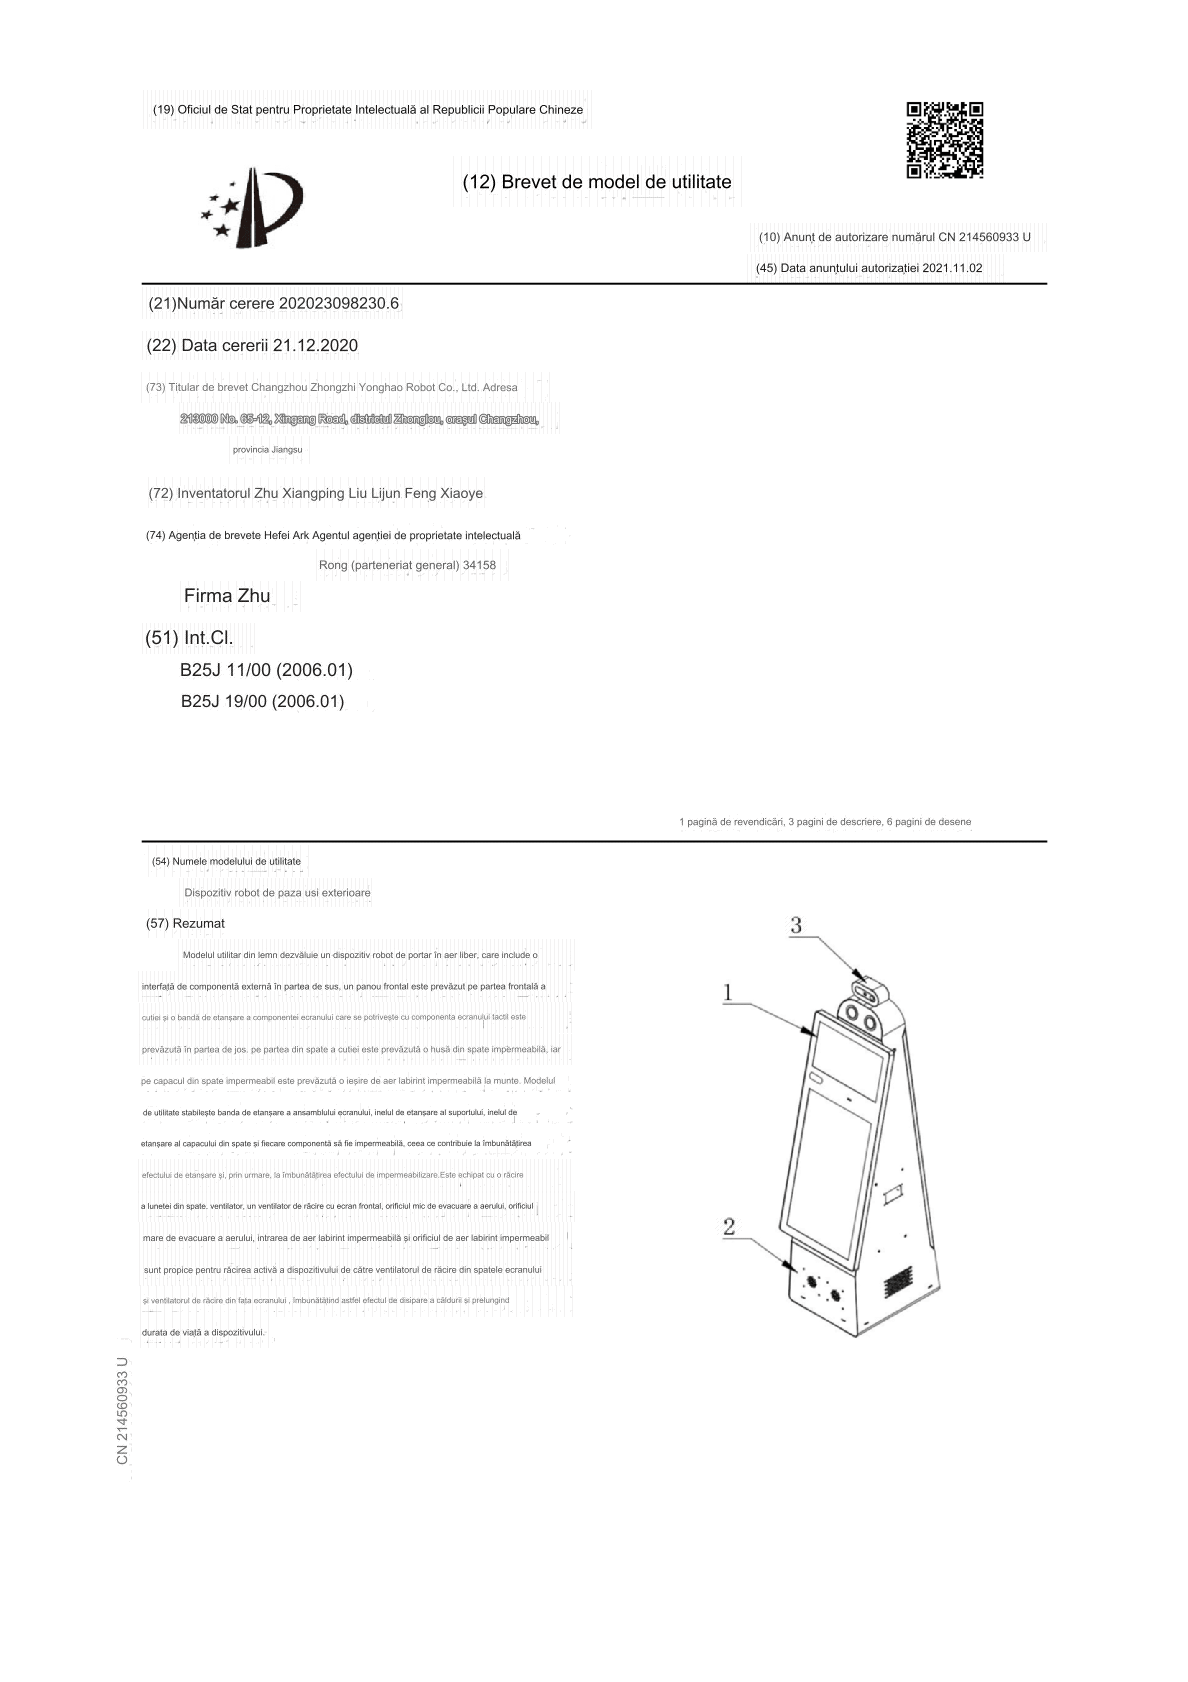 (19) Oficiul de Stat pentru Proprietate Intelectuală al Republicii Populare Chineze
(12) Brevet de model de utilitate
(10) Anunț de autorizare numărul CN 214560933 U
(45) Data anunțului autorizației 2021.11.02
(21)Număr cerere 202023098230.6
(22) Data cererii 21.12.2020
(73) Titular de brevet Changzhou Zhongzhi Yonghao Robot Co., Ltd. Adresa
213000 No. 65-12, Xingang Road, districtul Zhonglou, orașul Changzhou,
provincia Jiangsu
(72) Inventatorul Zhu Xiangping Liu Lijun Feng Xiaoye
(74) Agenția de brevete Hefei Ark Agentul agenției de proprietate intelectuală
Rong (parteneriat general) 34158
Firma Zhu
(51) Int.Cl.
B25J 11/00 (2006.01)
B25J 19/00 (2006.01)
1 pagină de revendicări, 3 pagini de descriere, 6 pagini de desene
(54) Numele modelului de utilitate
Dispozitiv robot de paza usi exterioare
(57) Rezumat
Modelul utilitar din lemn dezvăluie un dispozitiv robot de portar în aer liber, care include o
interfață de componentă externă în partea de sus, un panou frontal este prevăzut pe partea frontală a
cutiei și o bandă de etanșare a componentei ecranului care se potrivește cu componenta ecranului tactil este
prevăzută în partea de jos. pe partea din spate a cutiei este prevăzută o husă din spate impermeabilă, iar
pe capacul din spate impermeabil este prevăzută o ieșire de aer labirint impermeabilă la munte. Modelul
de utilitate stabilește banda de etanșare a ansamblului ecranului, inelul de etanșare al suportului, inelul de
etanșare al capacului din spate și fiecare componentă să fie impermeabilă, ceea ce contribuie la îmbunătățirea
efectului de etansare și, prin urmare, la îmbunătățirea efectului de impermeabilizare.Este echipat cu o răcire
a lunetei din spate. ventilator, un ventilator de răcire cu ecran frontal, orificiul mic de evacuare a aerului, orificiul
mare de evacuare a aerului, intrarea de aer labirint impermeabilă și orificiul de aer labirint impermeabil
sunt propice pentru răcirea activă a dispozitivului de către ventilatorul de răcire din spatele ecranului
și ventilatorul de răcire din fața ecranului , îmbunătățind astfel efectul de disipare a căldurii și prelungind
durata de viață a dispozitivului.
3
1
2
CN 214560933 U